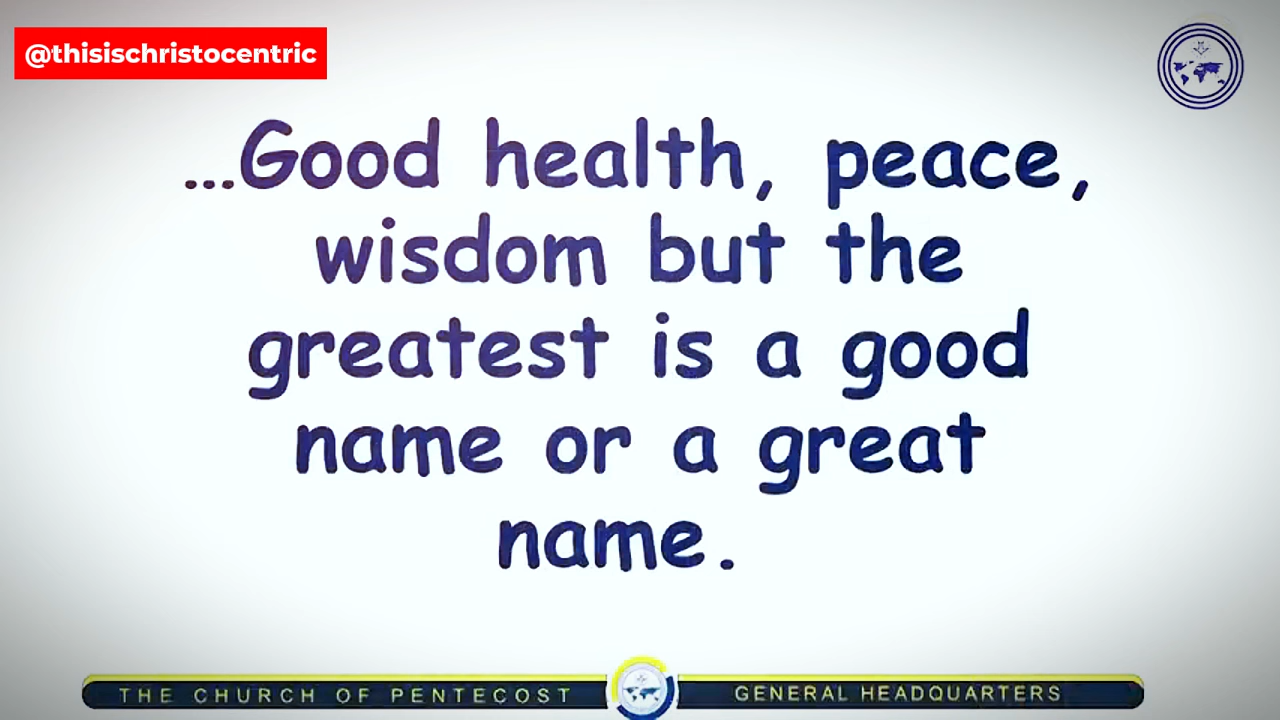 @thisischristocentric
...Good health, peace,
wisdom but the
greatest is a good
name or a great
name.
THE CHURCH OF PENTECOST
GENERAL HEADQUARTERS